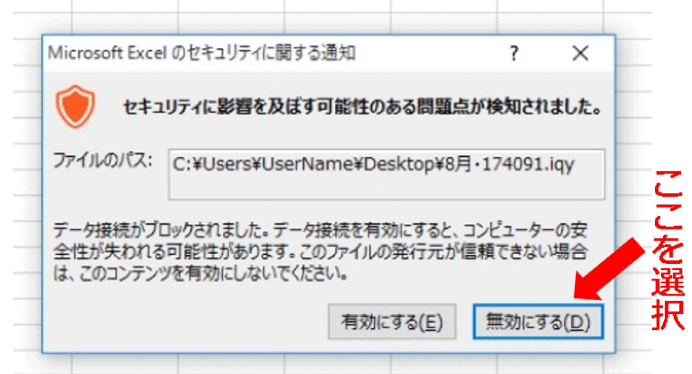 Microsoft Excel のセキュリティに関する通知
?
×
セキュリティに影響を及ぼす可能性のある問題点が検知されました。
ファイルのパス:
C:¥Users¥UserName¥Desktop¥8月・174091.iqy
データ接続がブロックされました。データ接続を有効にすると、コンピューターの安
全性が失われる可能性があります。このファイルの発行元が信頼できない場合
は、このコンテンツを有効にしないでください。
有効にする(E)
無効にする(D)
ここを選択